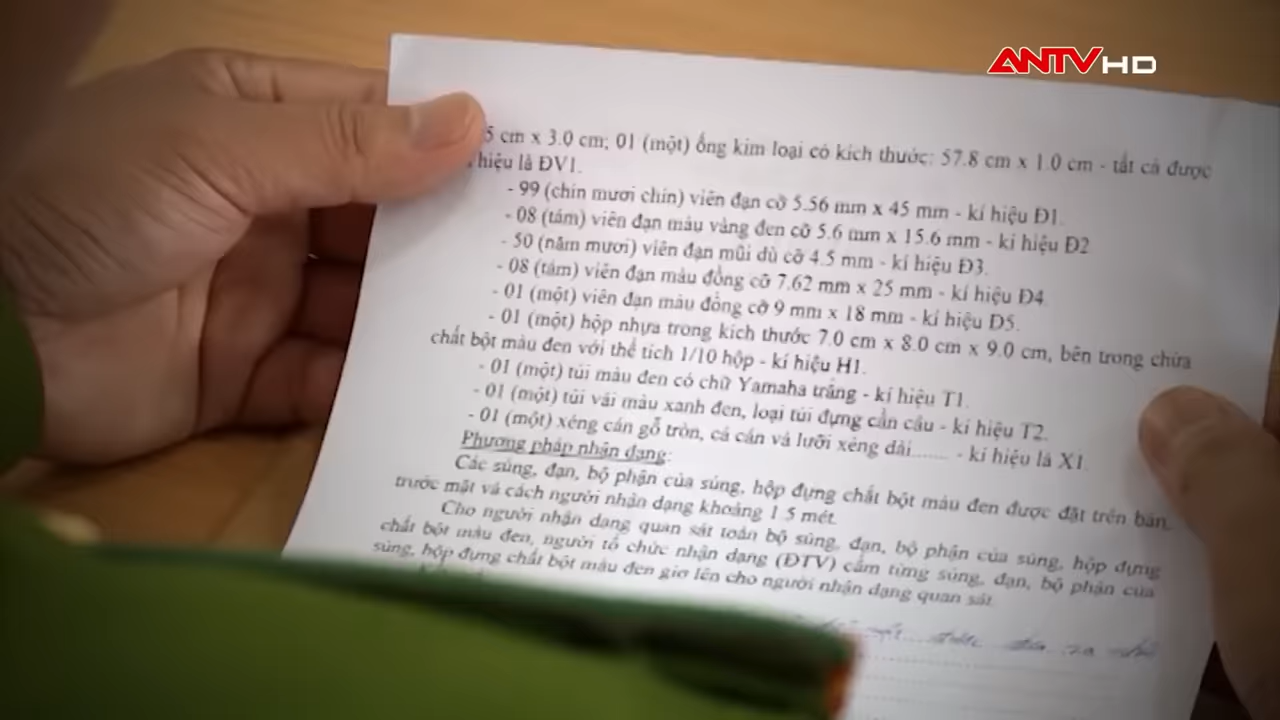 ANTV HD
5 cm x 3.0 cm; 01 (một) ống kim loại có kích thước: 57.8 cm x 1.0 cm - tất cả được
hiệu là ĐV1.
- 99 (chín mươi chín) viên đạn cỡ 5.56 mm x 45 mm - kí hiệu Đ1.
- 08 (tám) viên đạn màu vàng đen cỡ 5.6 mm x 15.6 mm - kí hiệu Đ2
- 50 (năm mươi) viên đạn mũi dù cỡ 4.5 mm - kí hiệu Đ3.
- 08 (tám) viên đạn màu đồng cỡ 7.62 mm x 25 mm - kí hiệu Đ4.
- 01 (một) viên đạn màu đồng cỡ 9 mm x 18 mm - kí hiệu Đ5.
- 01 (một) hộp nhựa trong kích thước 7.0 cm x 8.0 cm x 9.0 cm, bên trong chứa
chất bột màu đen với thể tích 1/10 hộp - kí hiệu H1.
- 01 (một) túi màu đen có chữ Yamaha trắng - kí hiệu T1.
- 01 (một) túi vải màu xanh đen, loại túi đựng cần câu - kí hiệu T2.
- 01 (một) xẻng cán gỗ tròn, cả cán và lưỡi xẻng dài....... - kí hiệu là X1.
Phương pháp nhận dạng:
Các súng, đạn, bộ phận của súng, hộp đựng chất bột màu đen được đặt trên bàn,
trước mặt và cách người nhận dạng khoảng 1.5 mét.
Cho người nhận dạng quan sát toàn bộ súng, đạn, bộ phận của súng, hộp đựng
chất bột màu đen, người tổ chức nhận dạng (ĐTV) cầm từng súng, đạn, bộ phận của
súng, hộp đựng chất bột màu đen giơ lên cho người nhận dạng quan sát.